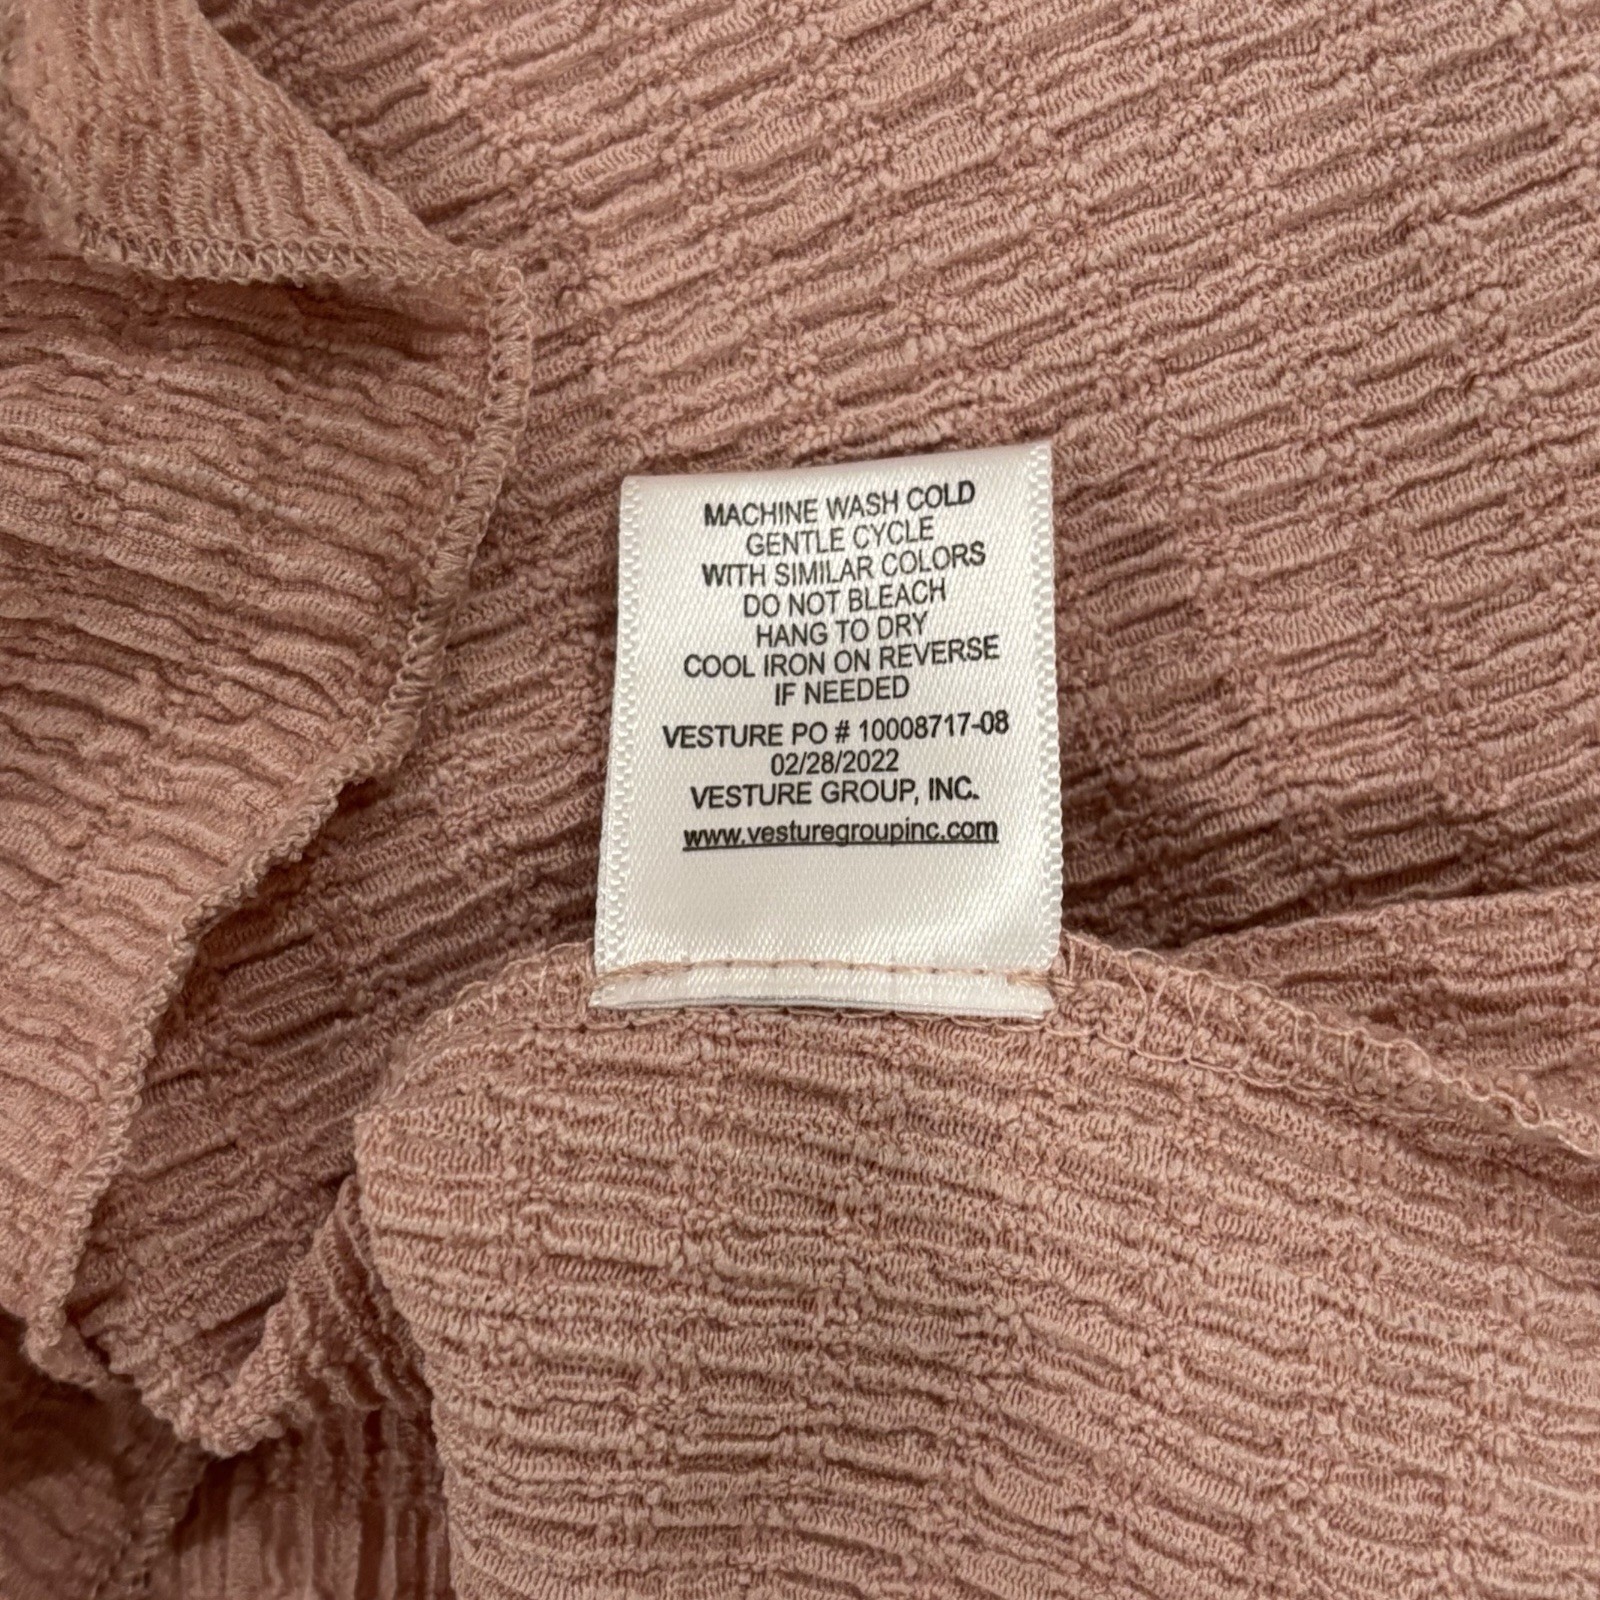 MACHINE WASH COLD
GENTLE CYCLE
WITH SIMILAR COLORS
DO NOT BLEACH
HANG TO DRY
COOL IRON ON REVERSE
IF NEEDED
VESTURE PO # 10008717-08
02/28/2022
VESTURE GROUP, INC.
www.vesturegroupinc.com